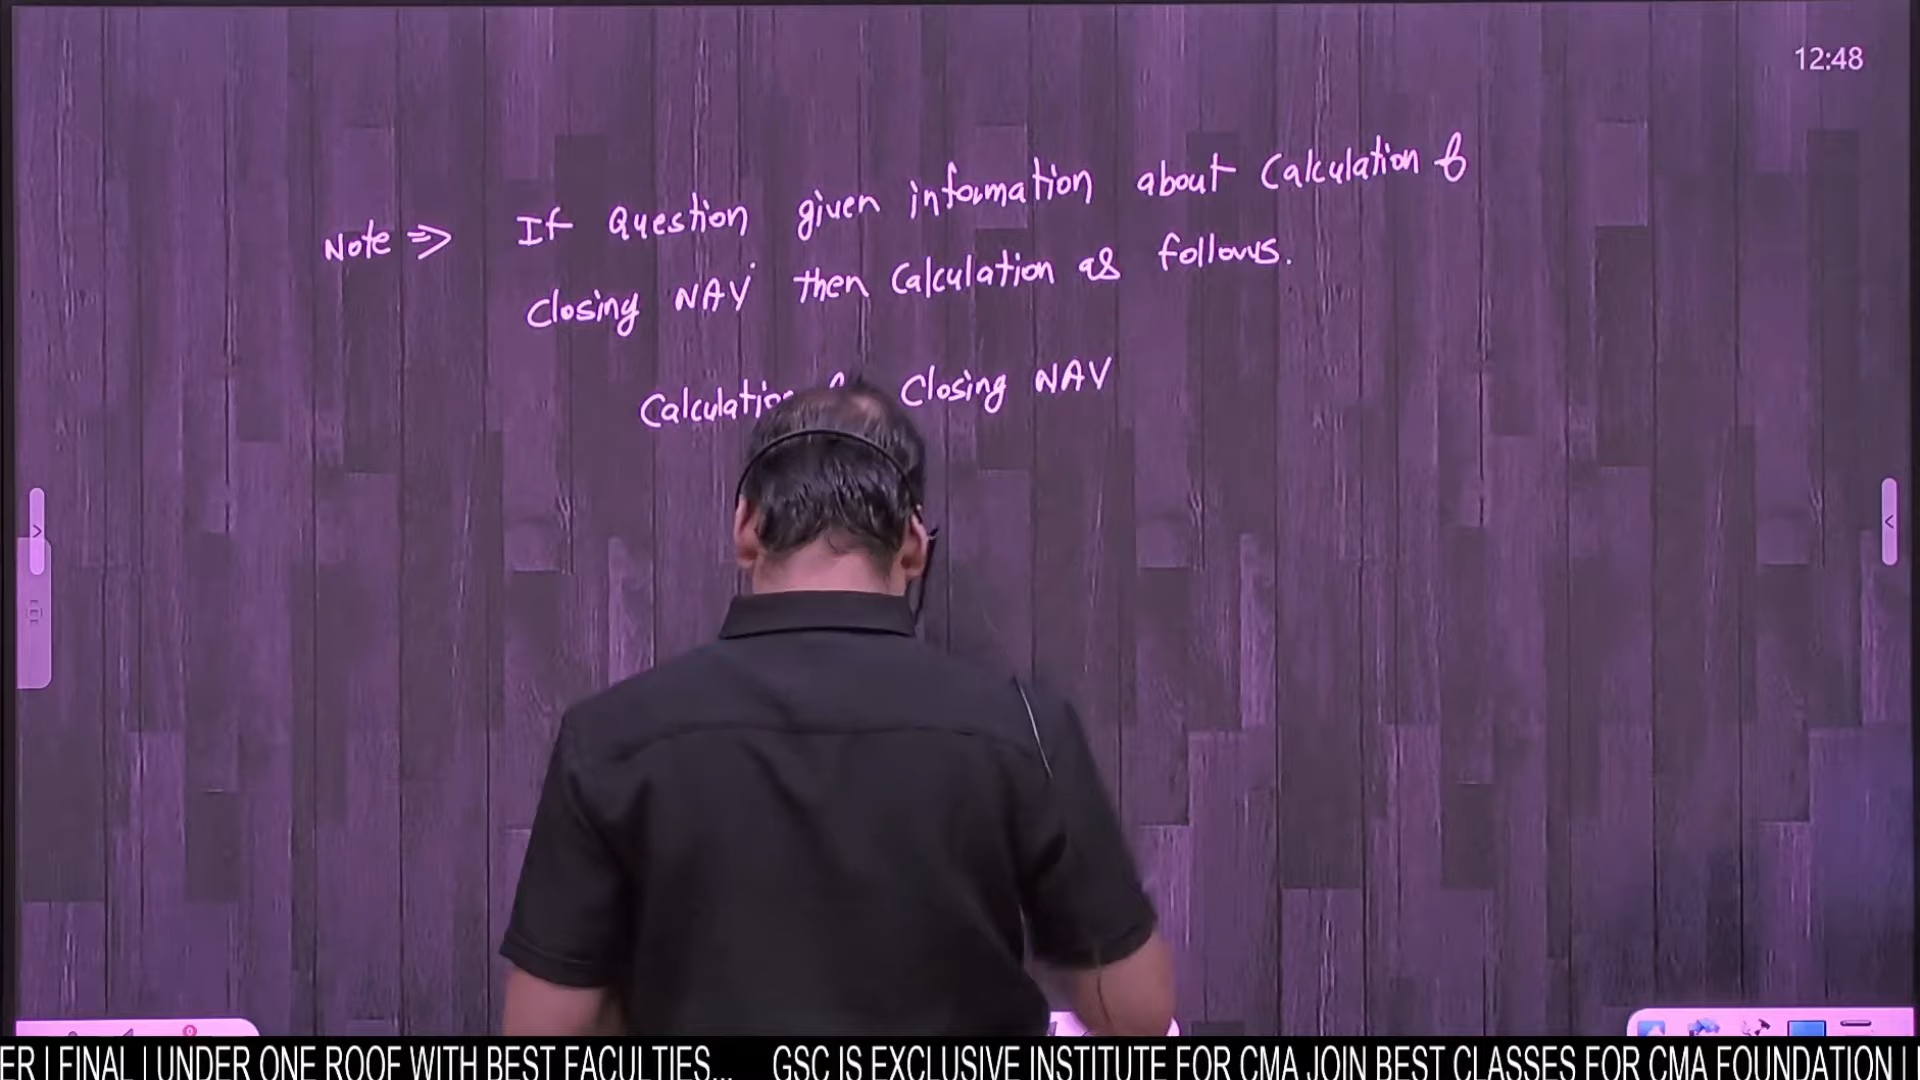 12:48
Note ⇒ If Question given information about Calculation of
Closing NAV then Calculation as follows.
Closing NAV
ER | FINAL | UNDER ONE ROOF WITH BEST FACULTIES... GSC IS EXCLUSIVE INSTITUTE FOR CMA JOIN BEST CLASSES FOR CMA FOUNDATION |